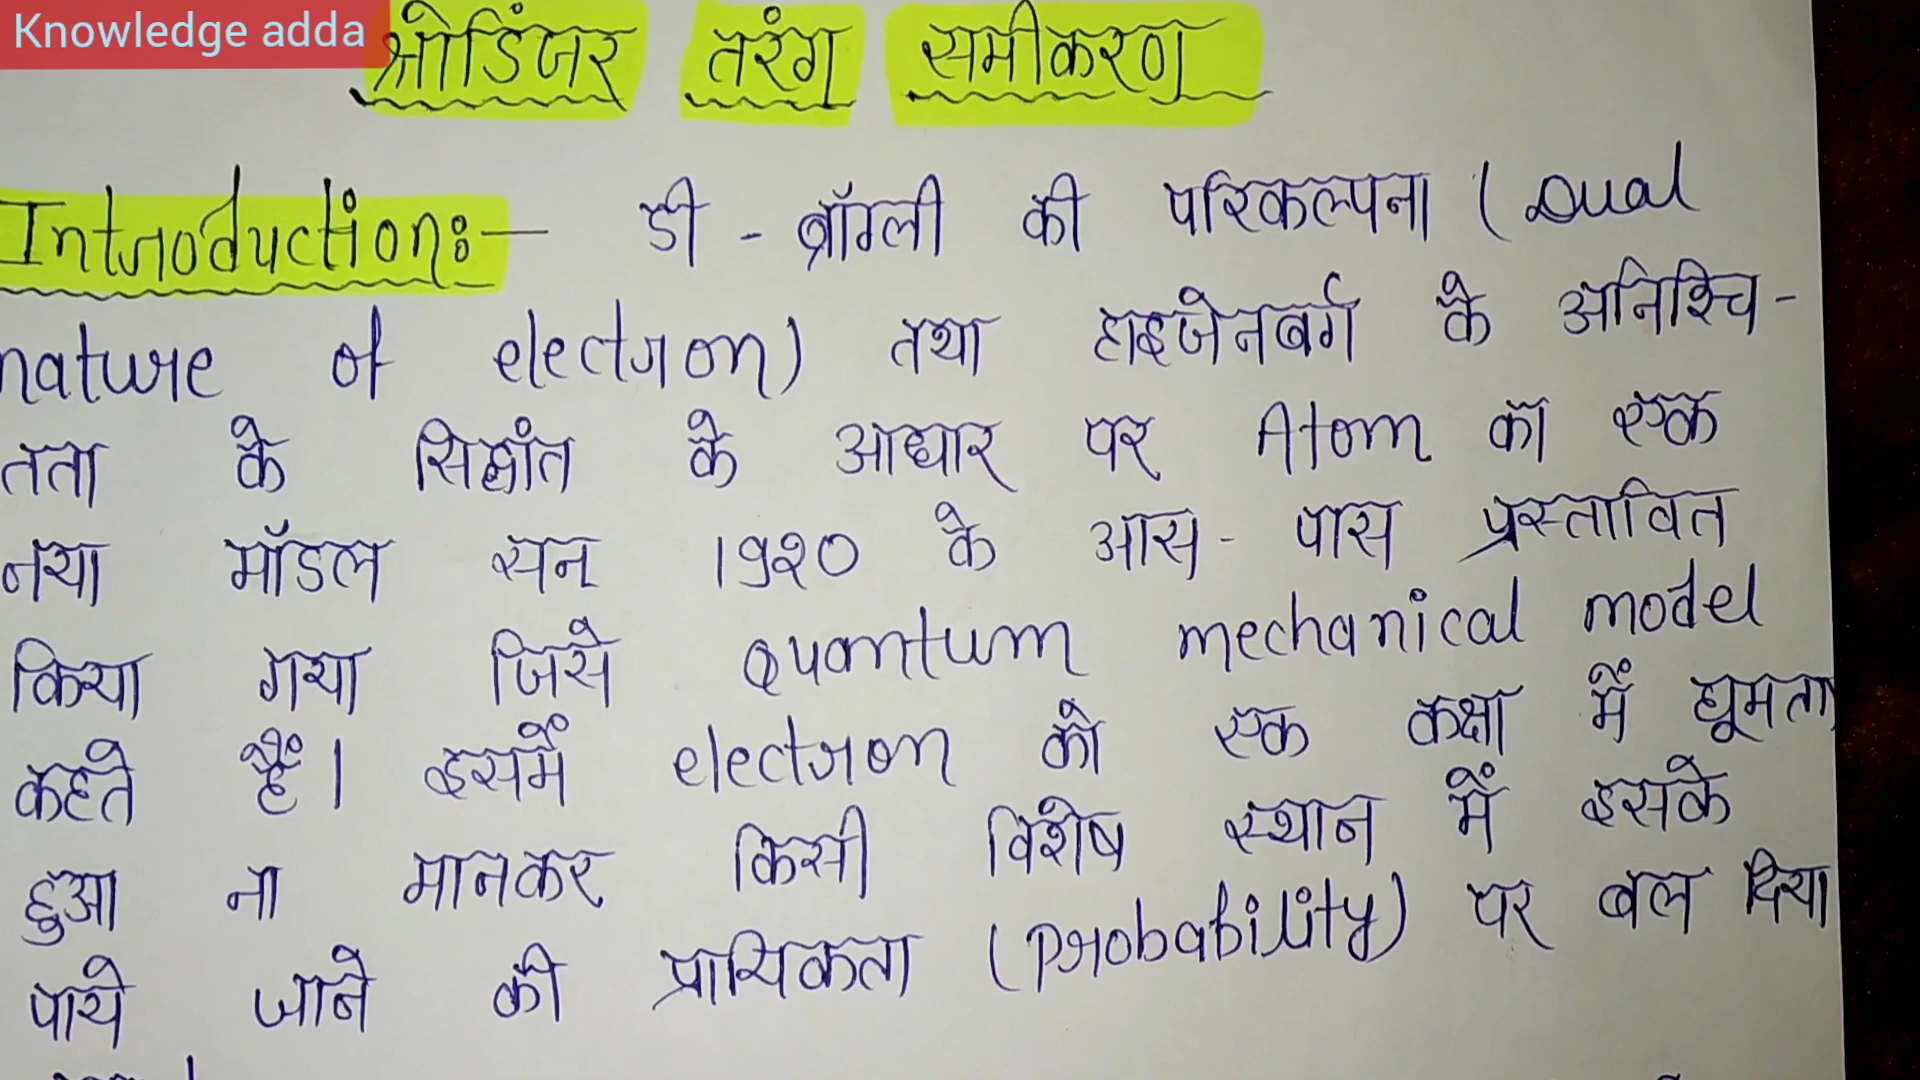 Knowledge adda
श्रोडिंजर तरंग समीकरण
Introduction:- डी - ब्रॉग्ली की परिकल्पना ( Dual
nature of electron) तथा हाइजेनबर्ग के अनिश्चि-
तता के सिद्धांत के आधार पर Atom का एक
नया मॉडल सन् 1920 के आस - पास प्रस्तावित
किया गया जिसे Quantum mechanical model
कहते हैं। इसमें electron को एक कक्षा में घूमता
हुआ ना मानकर किसी विशेष स्थान में इसके
पाये जाने की प्रायिकता (Probability) पर बल दिया